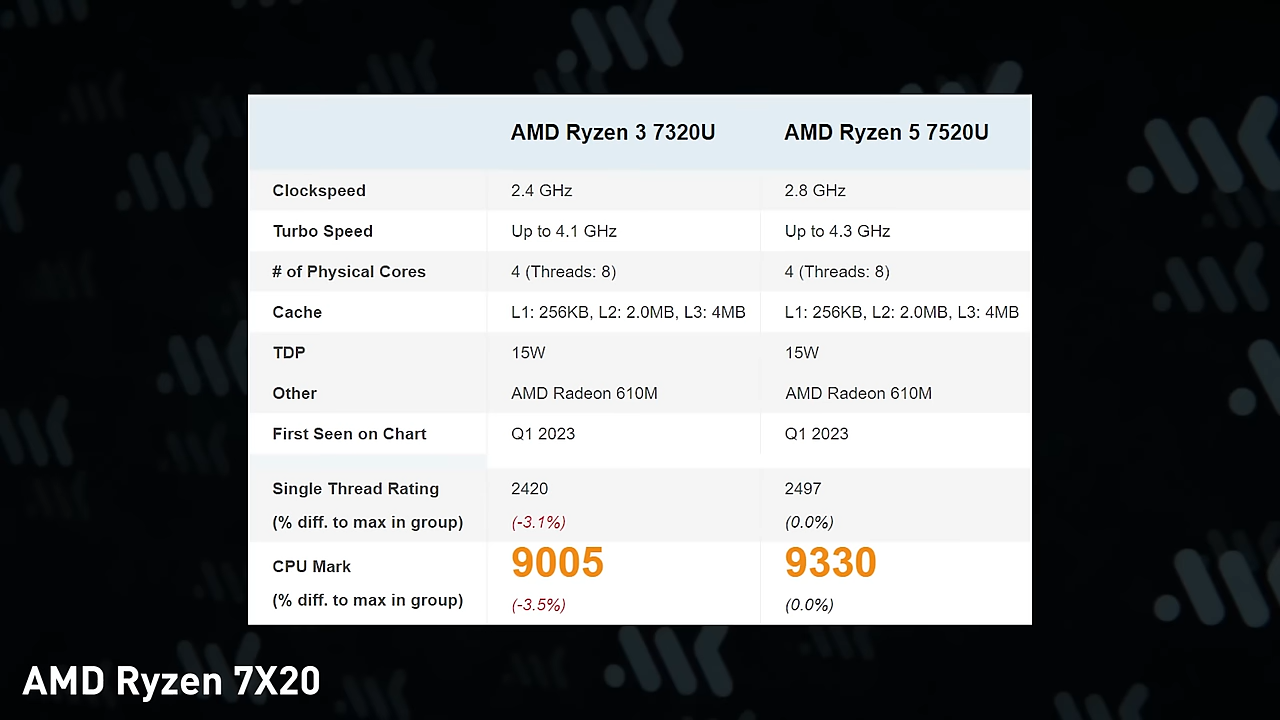 AMD Ryzen 3 7320U AMD Ryzen 5 7520U
Clockspeed 2.4 GHz 2.8 GHz
Turbo Speed Up to 4.1 GHz Up to 4.3 GHz
# of Physical Cores 4 (Threads: 8) 4 (Threads: 8)
Cache L1: 256KB, L2: 2.0MB, L3: 4MB L1: 256KB, L2: 2.0MB, L3: 4MB
TDP 15W 15W
Other AMD Radeon 610M AMD Radeon 610M
First Seen on Chart Q1 2023 Q1 2023
Single Thread Rating 2420 2497
(% diff. to max in group) (-3.1%) (0.0%)
CPU Mark 9005 9330
(% diff. to max in group) (-3.5%) (0.0%)
AMD Ryzen 7X20